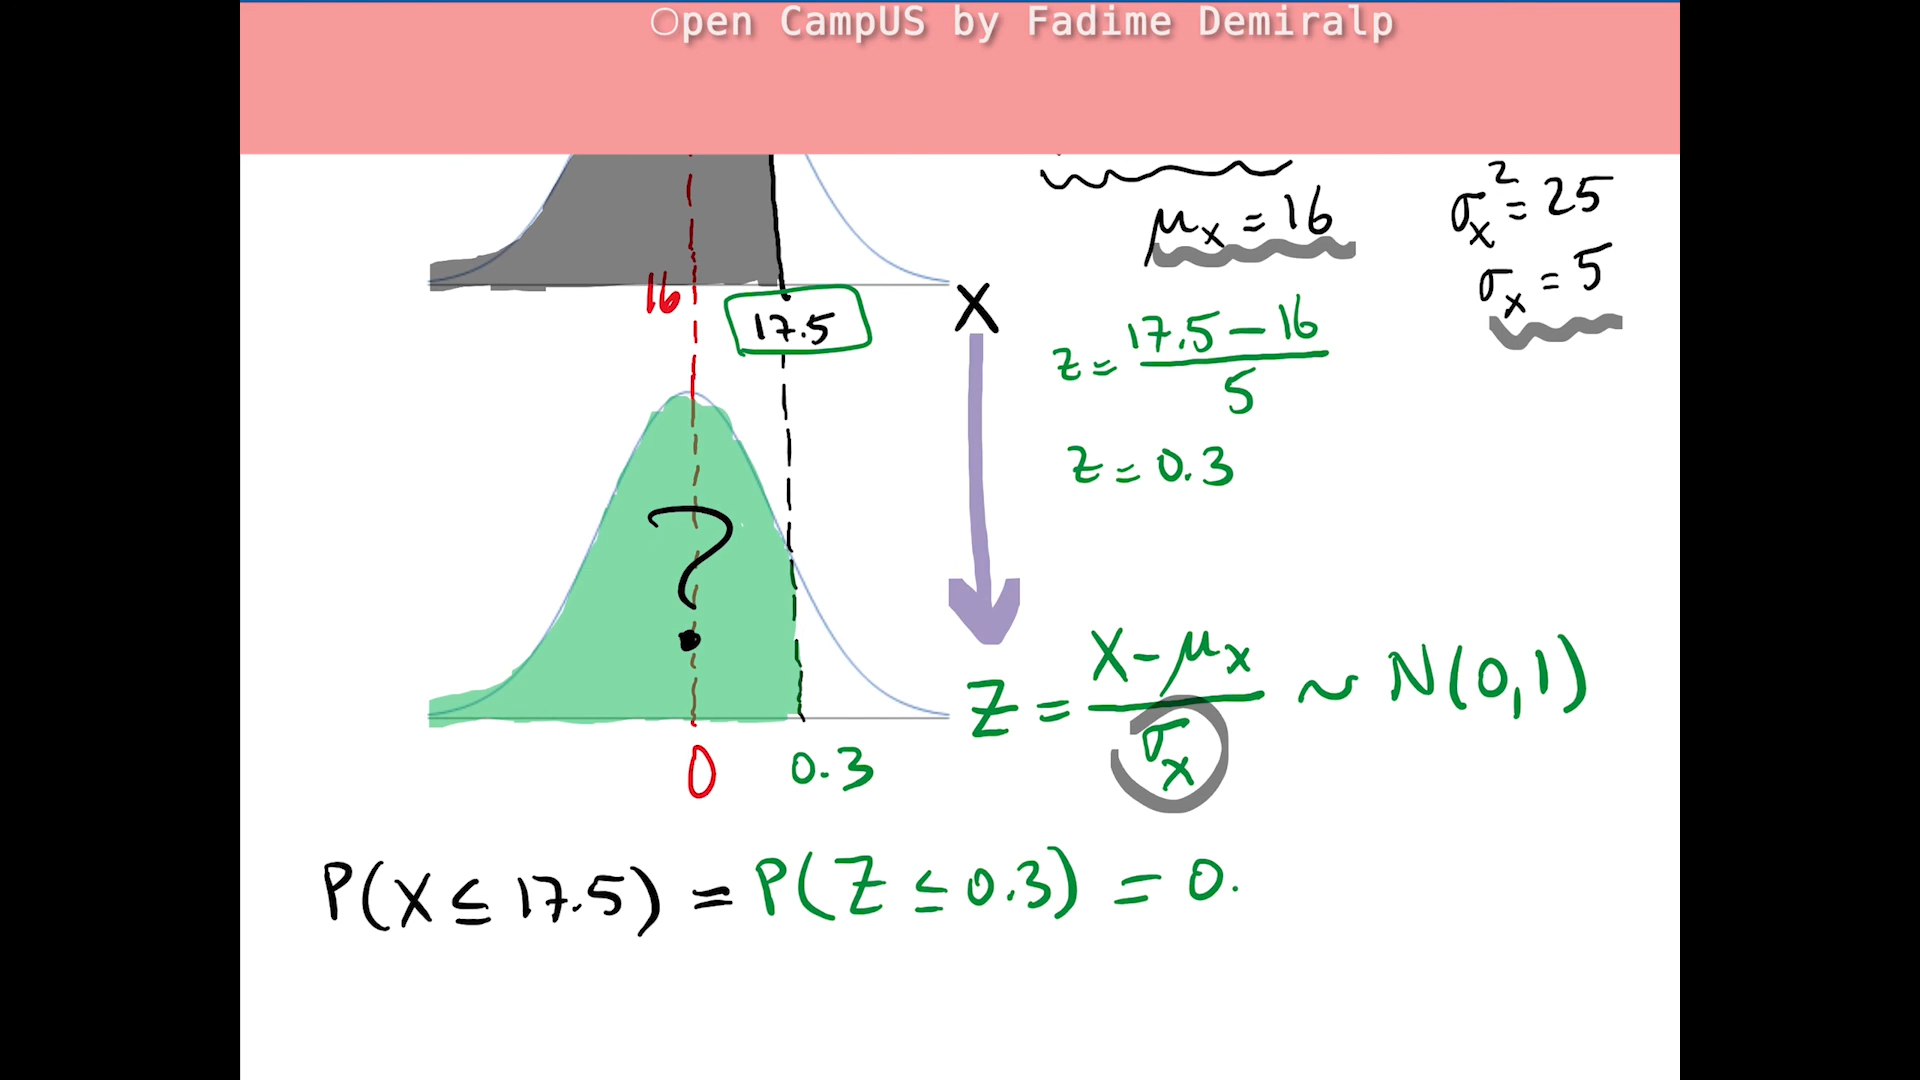 Open CampUS by Fadime Demiralp
μx = 16
σx² = 25
σx = 5
16
17.5
X
z = (17.5 - 16)/5
z = 0.3
?
Z = (X - μx)/σx ~ N(0,1)
0
0.3
P(X ≤ 17.5) = P(Z ≤ 0.3) = 0.